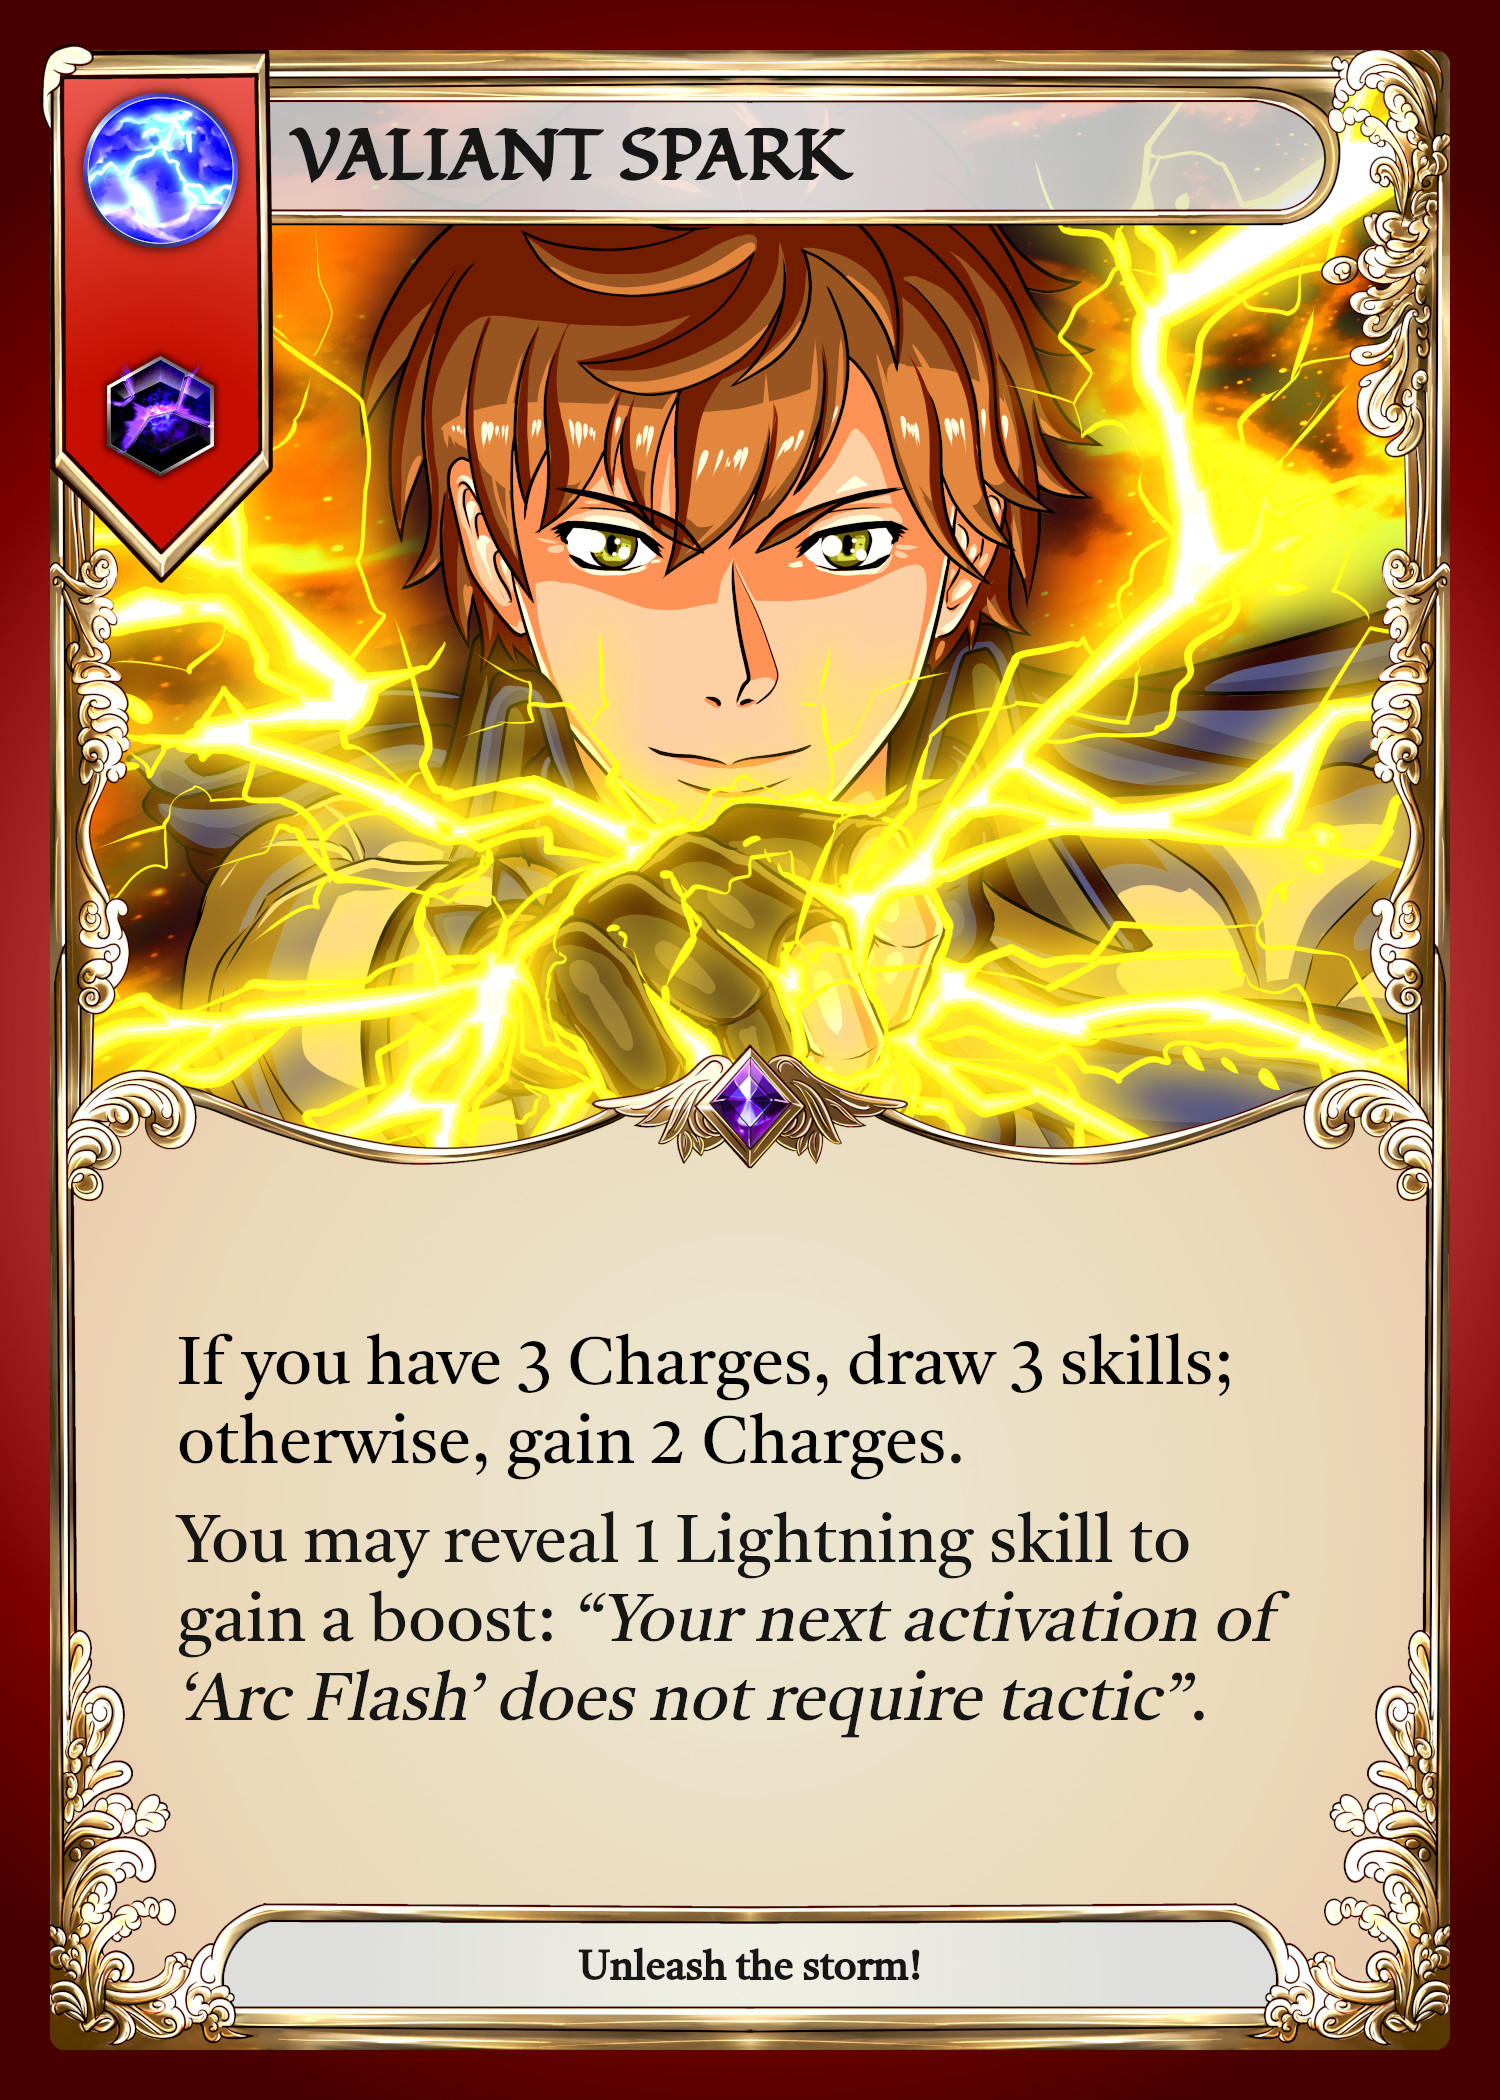 VALIANT SPARK
If you have 3 Charges, draw 3 skills;
otherwise, gain 2 Charges.
You may reveal 1 Lightning skill to
gain a boost: “Your next activation of
‘Arc Flash’ does not require tactic”.
Unleash the storm!